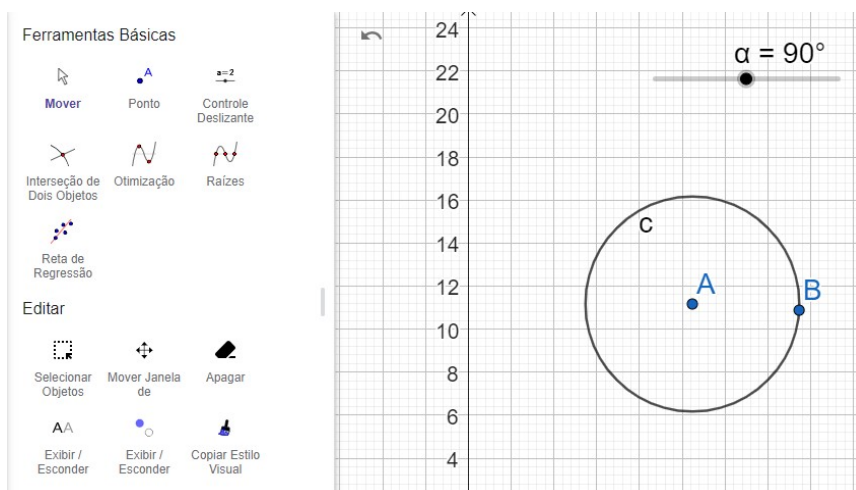 Ferramentas Básicas
A
a=2
Mover
Ponto
Controle
Deslizante
Interseção de
Dois Objetos
Otimização
Raízes
Reta de
Regressão
Editar
Selecionar
Objetos
Mover Janela
de
Apagar
AA
Exibir /
Esconder
Exibir /
Esconder
Copiar Estilo
Visual
24
22
20
18
16
14
12
10
8
6
4
α = 90°
c
A
B